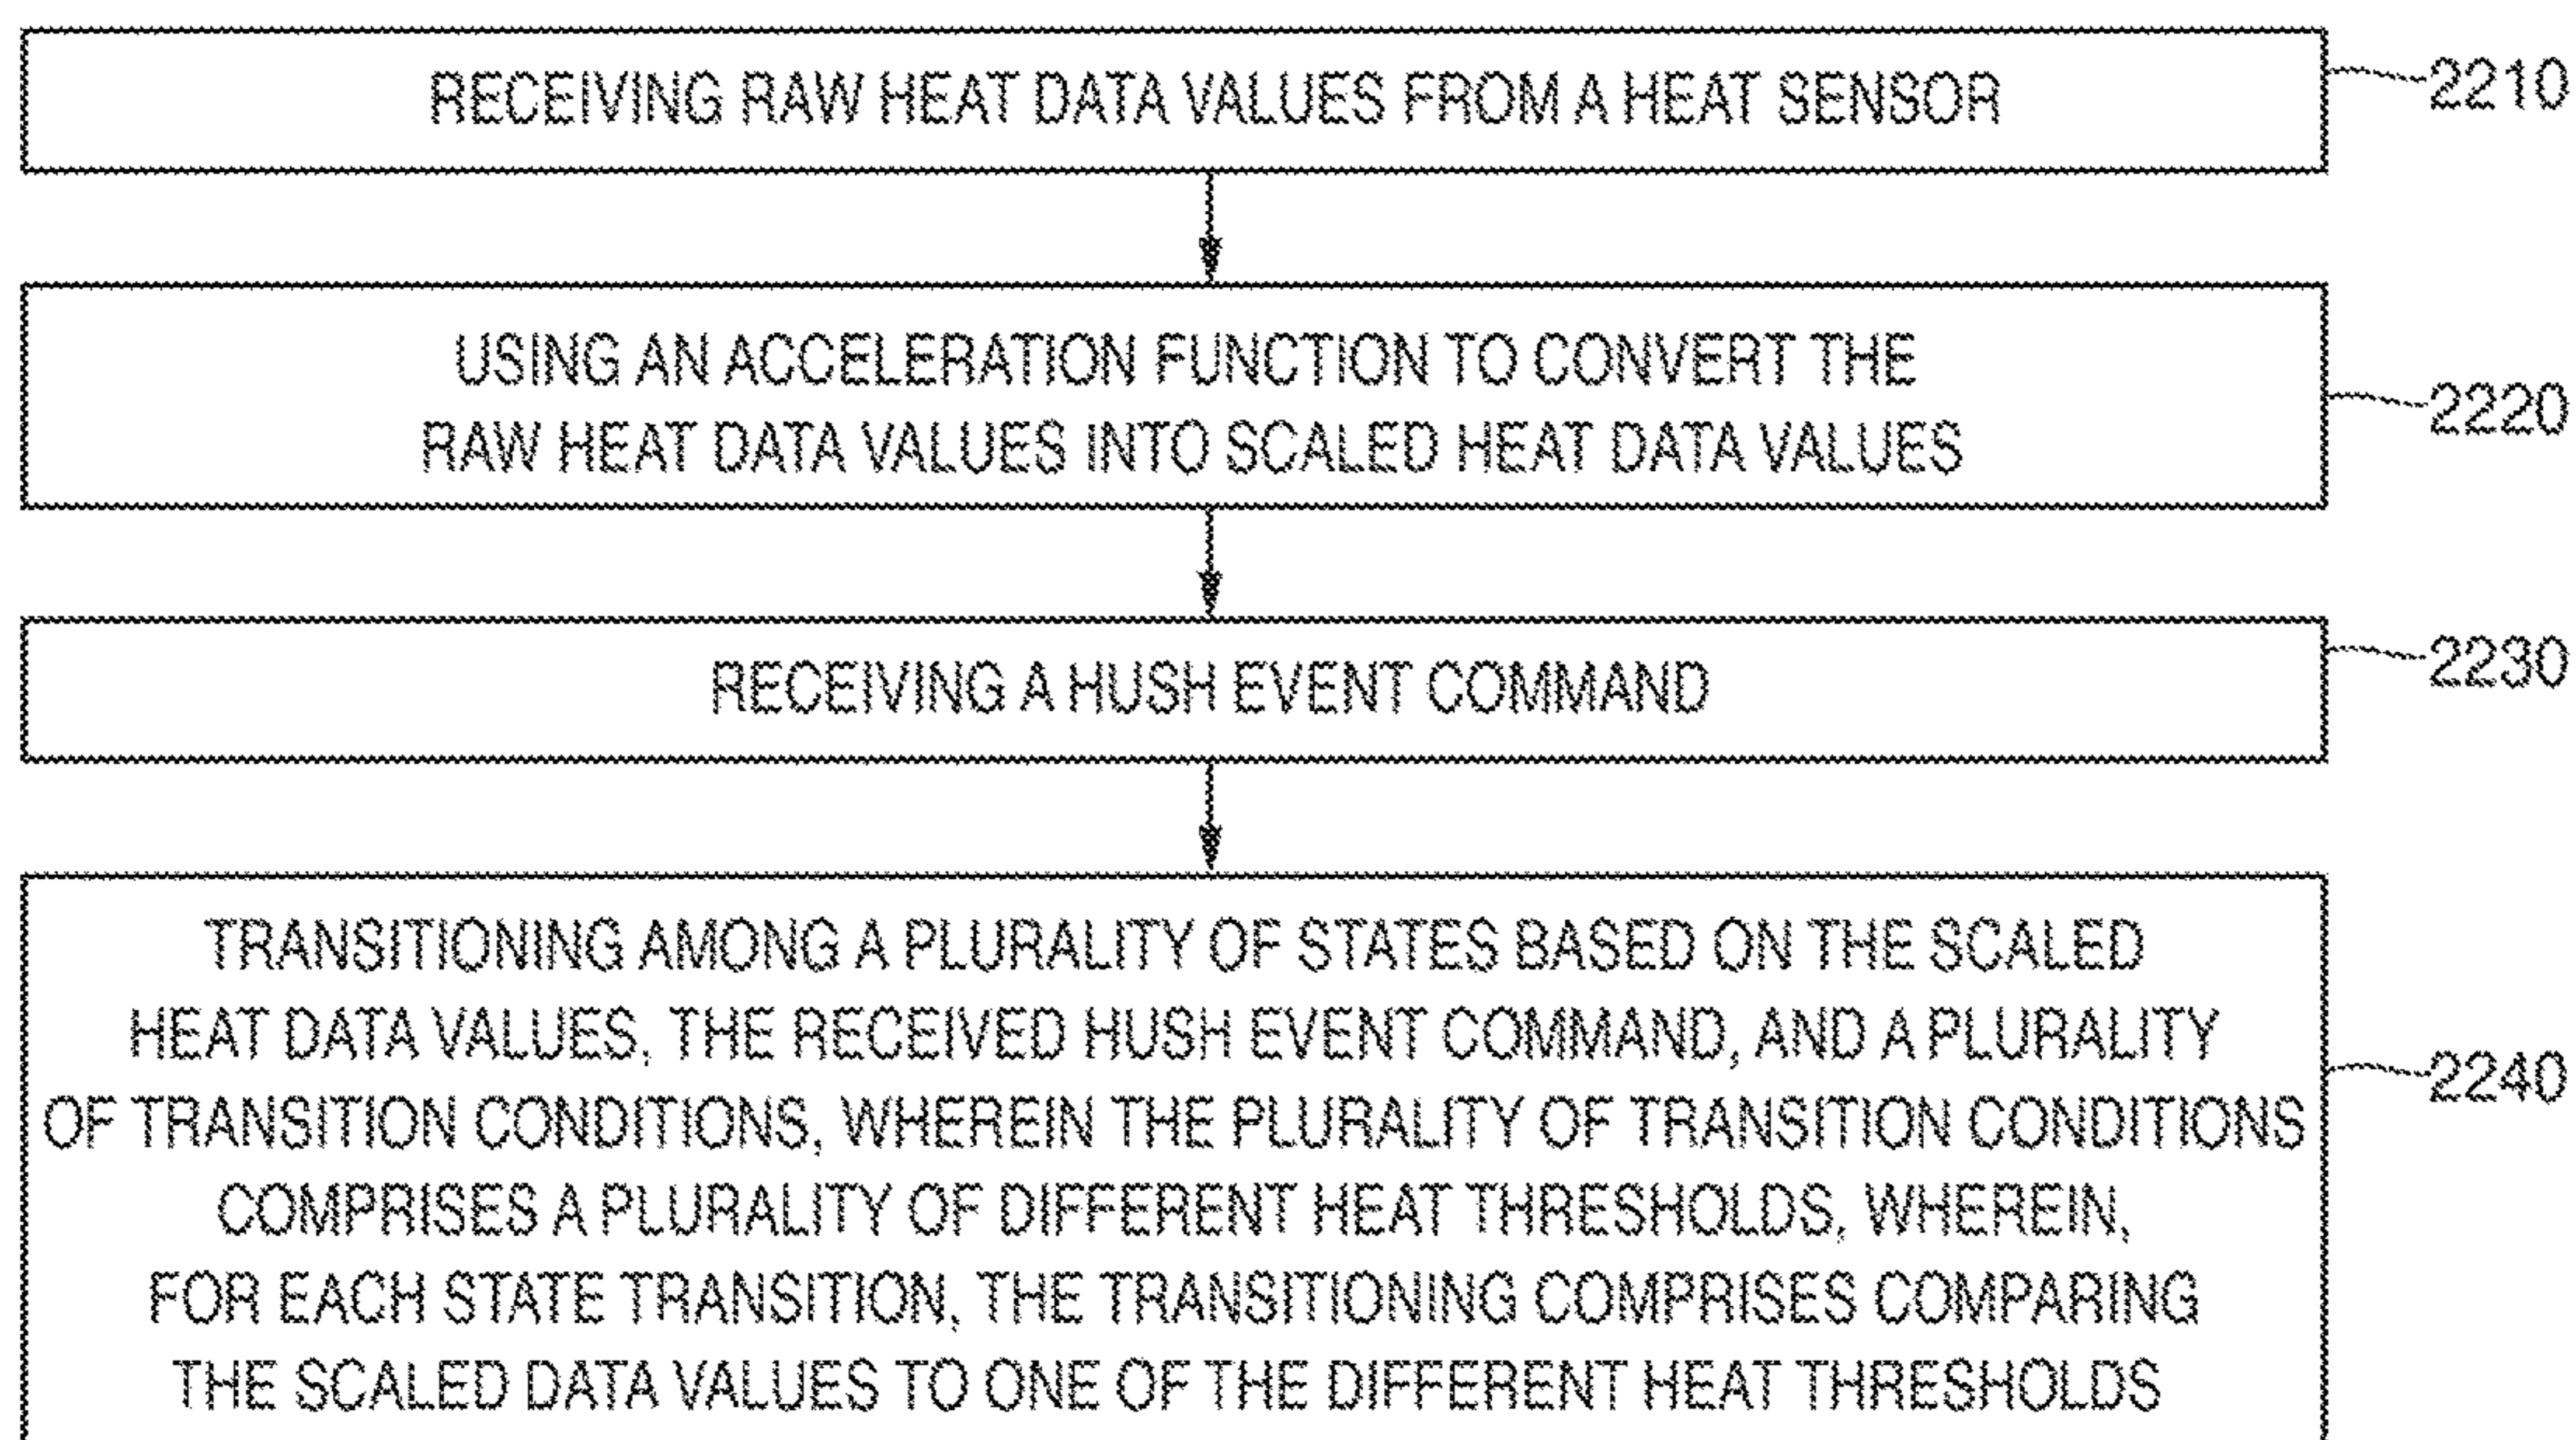 RECEIVING RAW HEAT DATA VALUES FROM A HEAT SENSOR
2210
USING AN ACCELERATION FUNCTION TO CONVERT THE
RAW HEAT DATA VALUES INTO SCALED HEAT DATA VALUES
2220
RECEIVING A HUSH EVENT COMMAND
2230
TRANSITIONING AMONG A PLURALITY OF STATES BASED ON THE SCALED
HEAT DATA VALUES, THE RECEIVED HUSH EVENT COMMAND, AND A PLURALITY
OF TRANSITION CONDITIONS, WHEREIN THE PLURALITY OF TRANSITION CONDITIONS
COMPRISES A PLURALITY OF DIFFERENT HEAT THRESHOLDS, WHEREIN,
FOR EACH STATE TRANSITION, THE TRANSITIONING COMPRISES COMPARING
THE SCALED DATA VALUES TO ONE OF THE DIFFERENT HEAT THRESHOLDS
2240